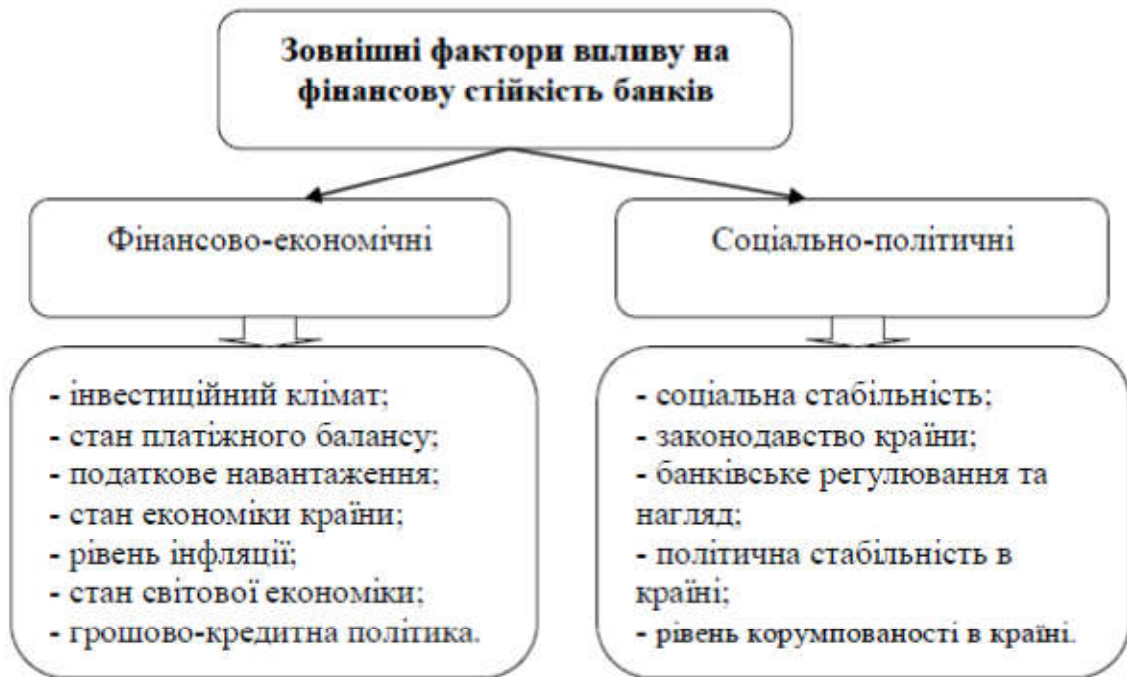 Зовнішні фактори впливу на
фінансову стійкість банків
Фінансово-економічні
Соціально-політичні
- інвестиційний клімат;
- стан платіжного балансу;
- податкове навантаження;
- стан економіки країни;
- рівень інфляції;
- стан світової економіки;
- грошово-кредитна політика.
- соціальна стабільність;
- законодавство країни;
- банківське регулювання та
нагляд;
- політична стабільність в
країні;
- рівень корумпованості в країні.